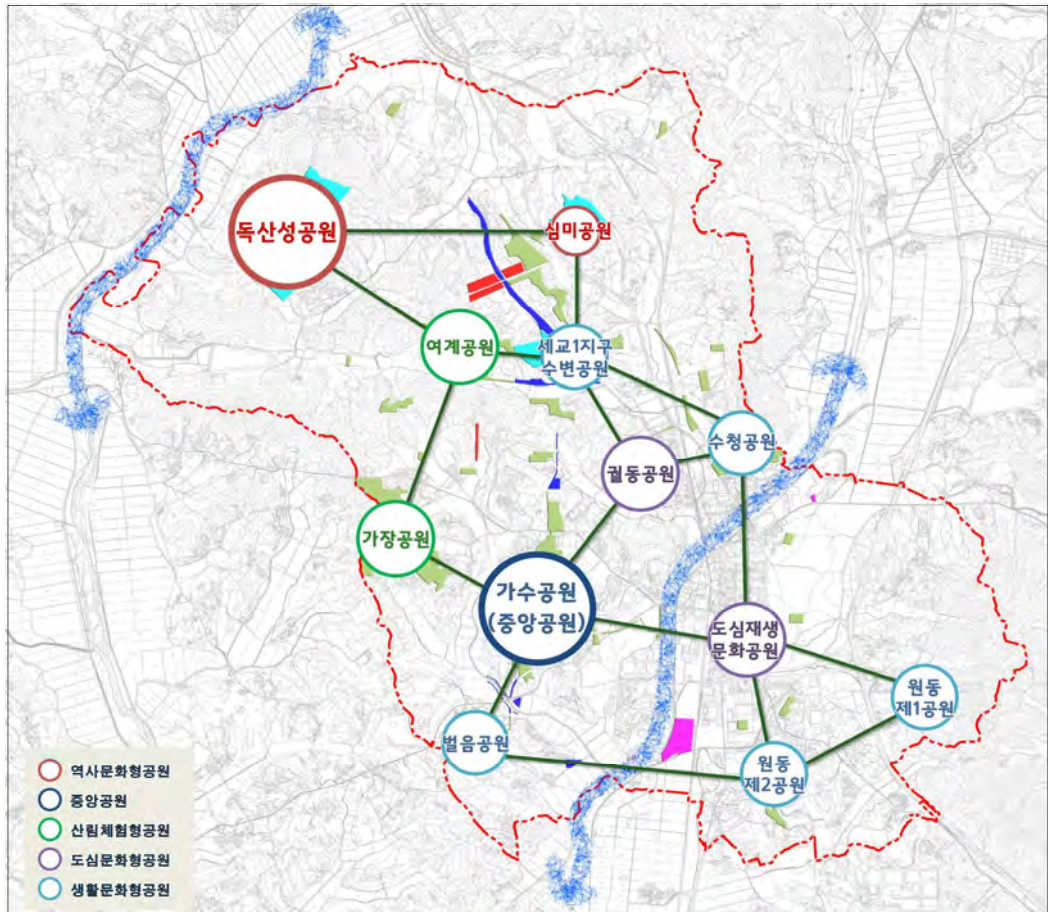 독산성공원
심미공원
여계공원
세교1지구
수변공원
수청공원
궐동공원
가장공원
가수공원
(중앙공원)
도심재생
문화공원
원동
제1공원
벌음공원
원동
제2공원
역사문화형공원
중앙공원
산림체험형공원
도심문화형공원
생활문화형공원